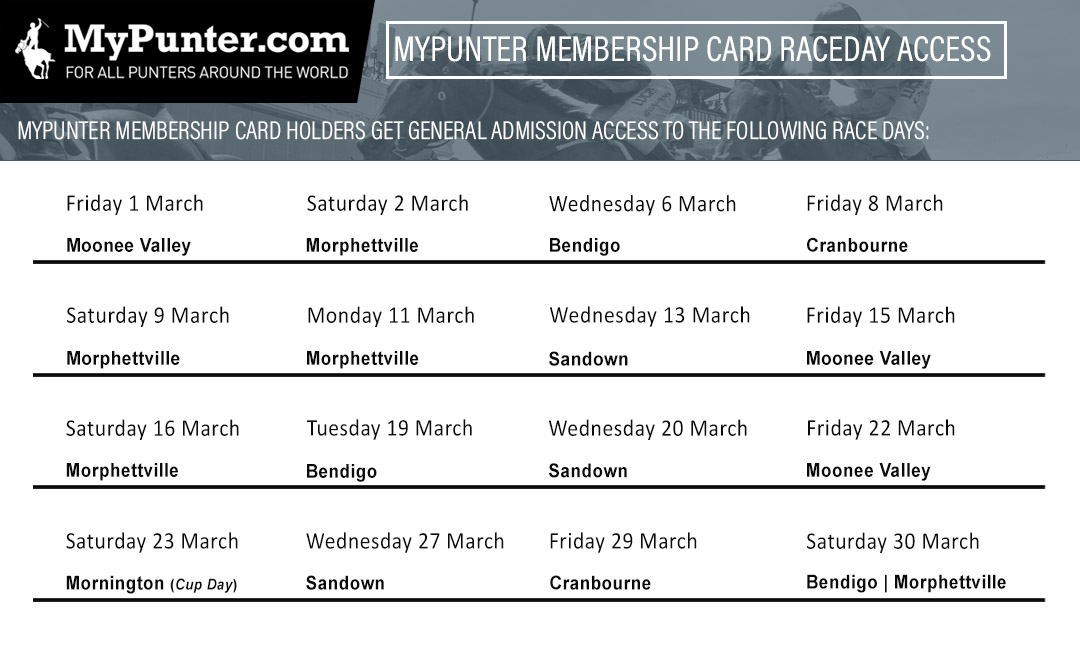 MyPunter.com
FOR ALL PUNTERS AROUND THE WORLD
MYPUNTER MEMBERSHIP CARD RACEDAY ACCESS
MYPUNTER MEMBERSHIP CARD HOLDERS GET GENERAL ADMISSION ACCESS TO THE FOLLOWING RACE DAYS:
Friday 1 March
Moonee Valley
Saturday 2 March
Morphettville
Wednesday 6 March
Bendigo
Friday 8 March
Cranbourne
Saturday 9 March
Morphettville
Monday 11 March
Morphettville
Wednesday 13 March
Sandown
Friday 15 March
Moonee Valley
Saturday 16 March
Morphettville
Tuesday 19 March
Bendigo
Wednesday 20 March
Sandown
Friday 22 March
Moonee Valley
Saturday 23 March
Mornington (Cup Day)
Wednesday 27 March
Sandown
Friday 29 March
Cranbourne
Saturday 30 March
Bendigo | Morphettville